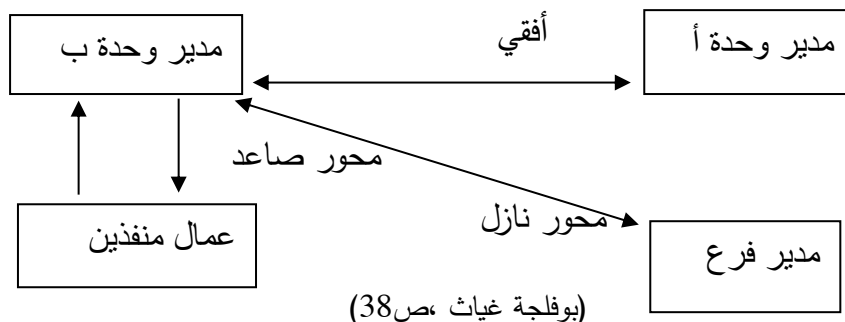 أفقي
مدير وحدة أ
مدير وحدة ب
محور صاعد
محور نازل
عمال منفذين
مدير فرع
(بوفلجة غياث ،ص38)